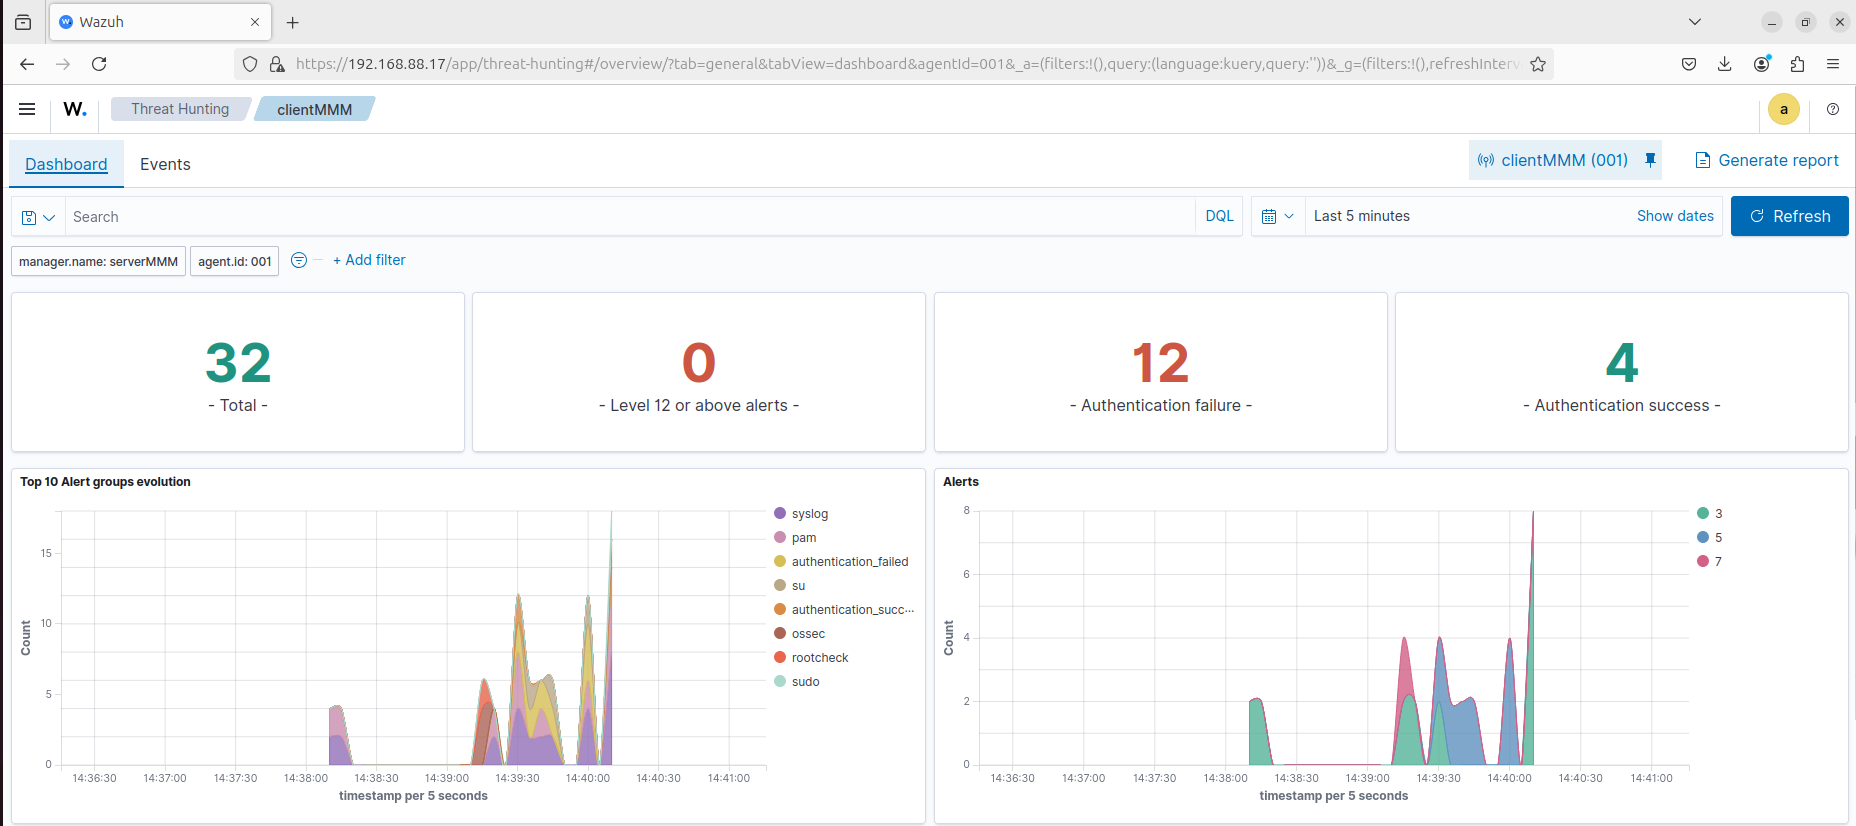 Wazuh
https://192.168.88.17/app/threat-hunting#/overview/?tab=general&tabView=dashboard&agentId=001&_a=(filters:!(),query:(language:kuery,query:''))&_g=(filters:!(),refreshInterv
W.
Threat Hunting
clientMMM
a
Dashboard
Events
clientMMM (001)
Generate report
Search
DQL
Last 5 minutes
Show dates
Refresh
manager.name: serverMMM
agent.id: 001
+ Add filter
32
- Total -
0
- Level 12 or above alerts -
12
- Authentication failure -
4
- Authentication success -
Top 10 Alert groups evolution
Count
15
10
5
0
14:36:30 14:37:00 14:37:30 14:38:00 14:38:30 14:39:00 14:39:30 14:40:00 14:40:30 14:41:00
timestamp per 5 seconds
syslog
pam
authentication_failed
su
authentication_succ...
ossec
rootcheck
sudo
Alerts
Count
8
6
4
2
0
14:36:30 14:37:00 14:37:30 14:38:00 14:38:30 14:39:00 14:39:30 14:40:00 14:40:30 14:41:00
timestamp per 5 seconds
3
5
7